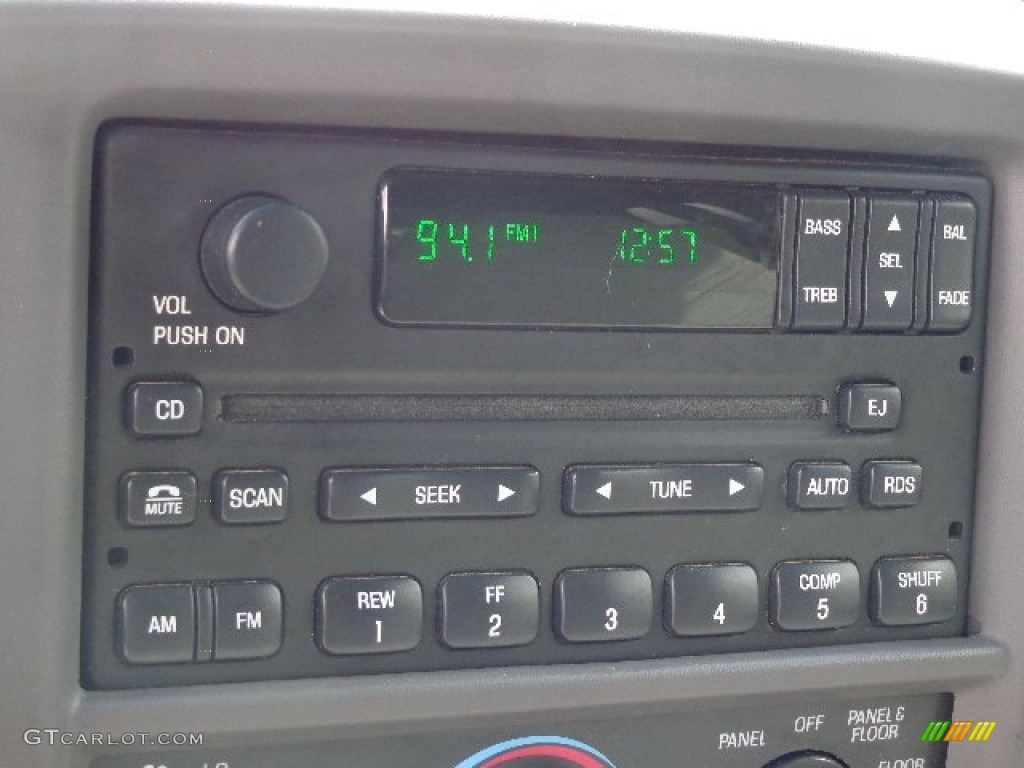 94.1 FM1 12:57
BASS SEL BAL
TREB FADE
VOL
PUSH ON
CD EJ
MUTE SCAN SEEK TUNE AUTO RDS
AM FM REW 1 FF 2 3 4 COMP 5 SHUFF 6
OFF PANEL &
PANEL FLOOR
FLOOR
GTCARLOT.COM